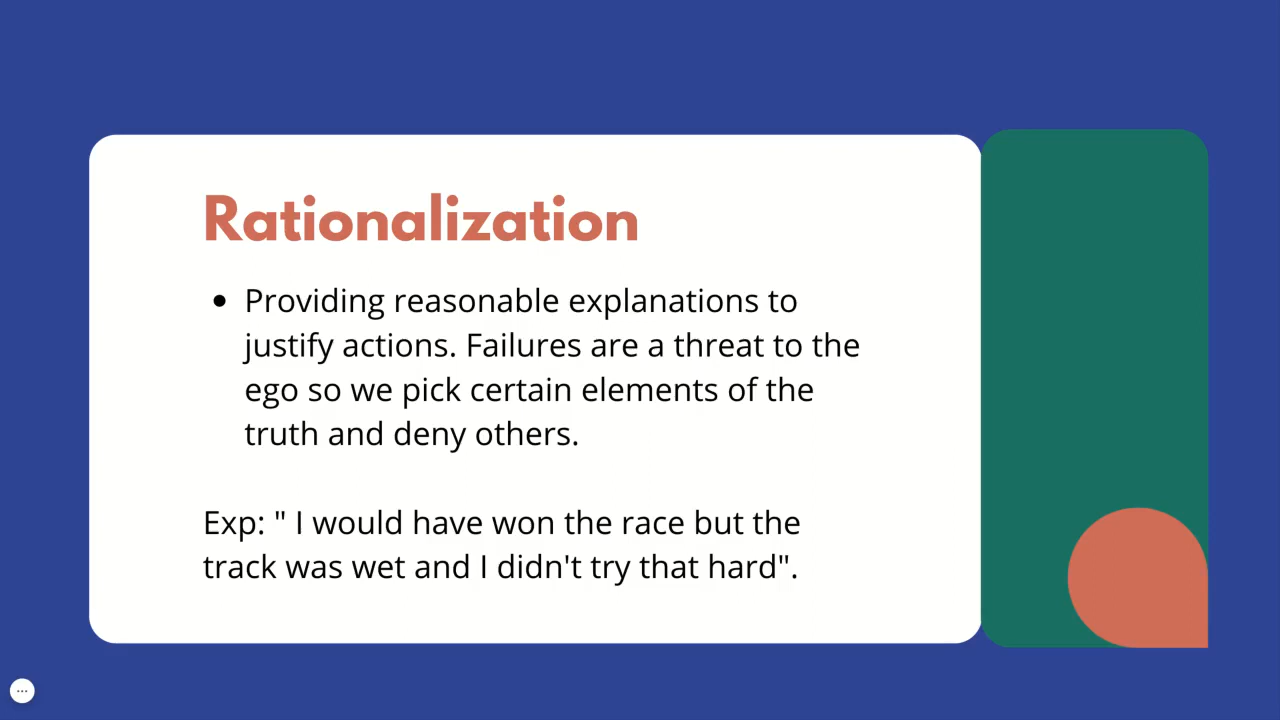 Rationalization
• Providing reasonable explanations to
justify actions. Failures are a threat to the
ego so we pick certain elements of the
truth and deny others.
Exp: " I would have won the race but the
track was wet and I didn't try that hard".